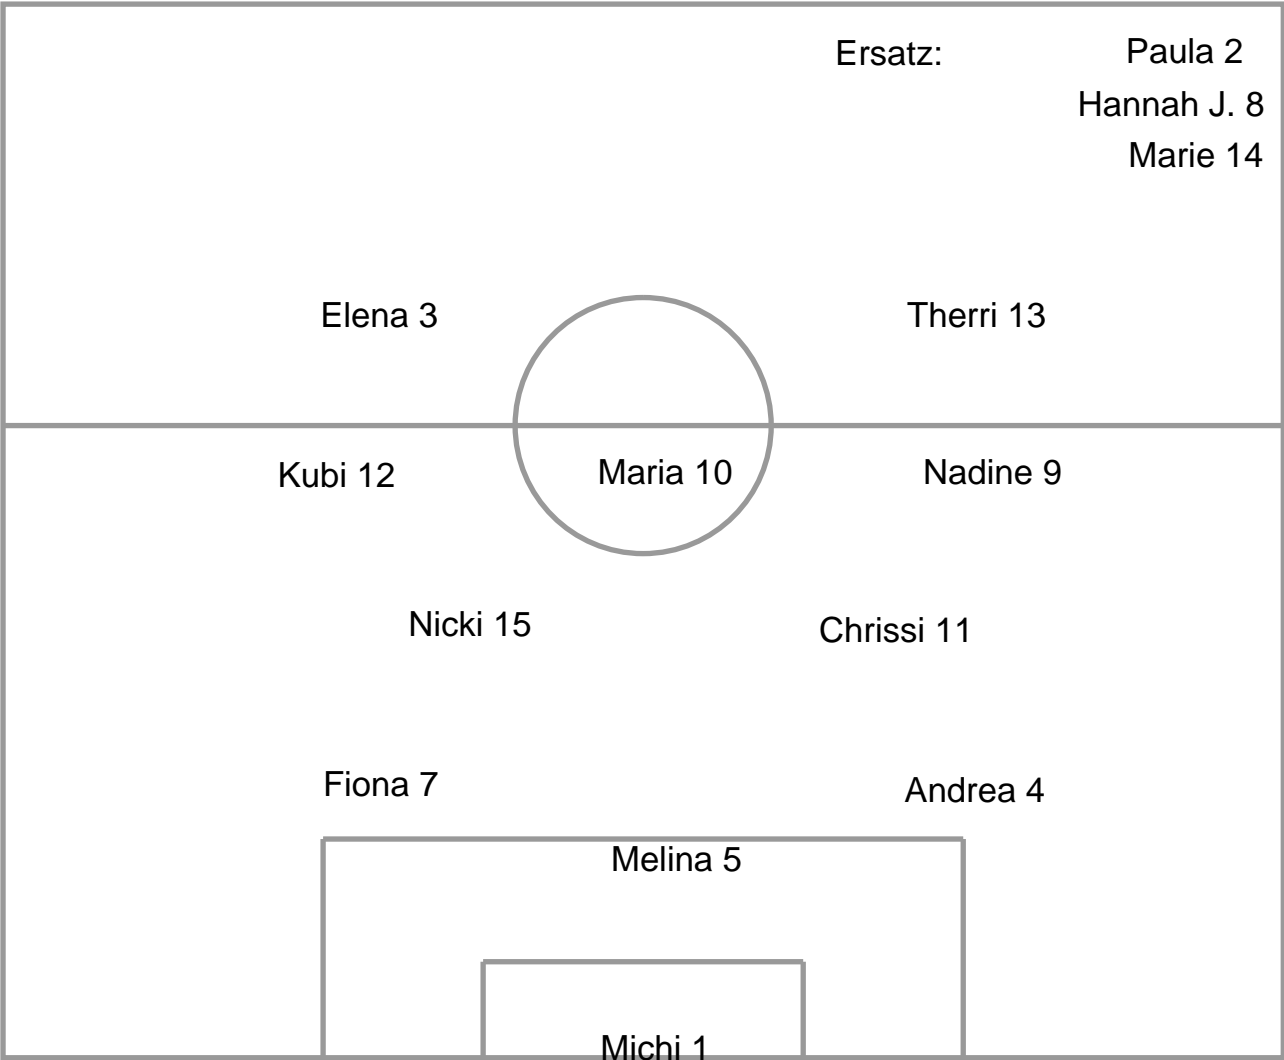 Ersatz: Paula 2
Hannah J. 8
Marie 14
Elena 3 Therri 13
Kubi 12 Maria 10 Nadine 9
Nicki 15 Chrissi 11
Fiona 7 Andrea 4
Melina 5
Michi 1